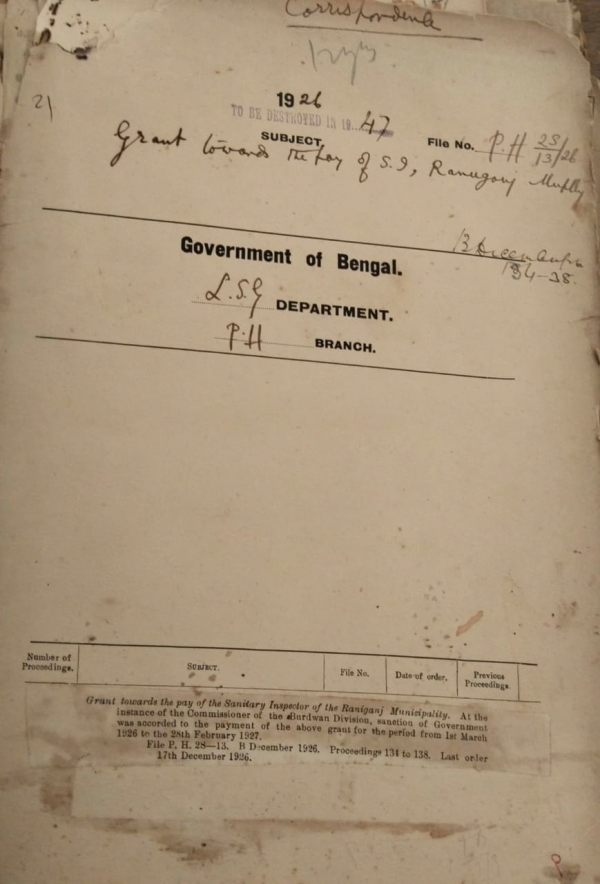 Correspondence
21
1926
TO BE DESTROYED IN 19...47
SUBJECT,
File No. P.H 28/13/26
Grant towards the pay of S.I, Raneegunj
B December
134-38.
Government of Bengal.
L.S.G DEPARTMENT.
P.H BRANCH.
Number of Proceedings. SUBJECT. File No. Date of order. Previous Proceedings.
Grant towards the pay of the Sanitary Inspector of the Raniganj Municipality. At the
instance of the Commissioner of the Burdwan Division, sanction of Government
was accorded to the payment of the above grant for the period from 1st March
1926 to the 28th February 1927.
File P. H. 28—13. B December 1926. Proceedings 134 to 138. Last order
17th December 1926.